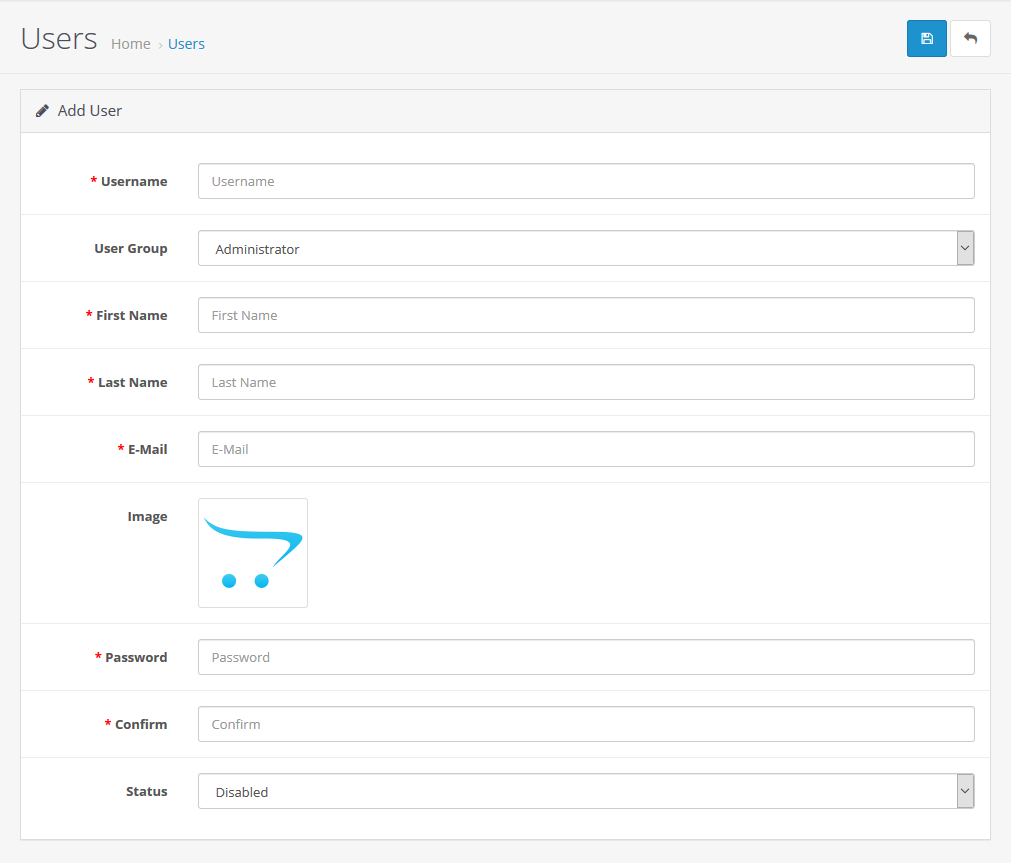 Users Home › Users
Add User
* Username Username
User Group Administrator
* First Name First Name
* Last Name Last Name
* E-Mail E-Mail
Image
* Password Password
* Confirm Confirm
Status Disabled